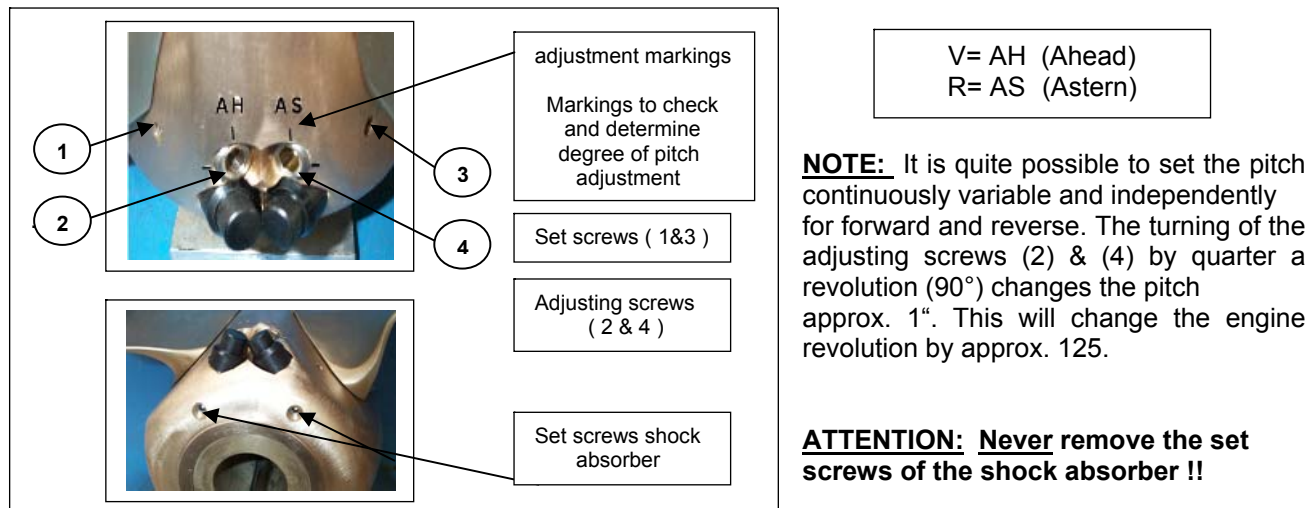 AH AS
1
2
3
4
adjustment markings
Markings to check
and determine
degree of pitch
adjustment
Set screws ( 1&3 )
Adjusting screws
( 2 & 4 )
Set screws shock
absorber
V= AH (Ahead)
R= AS (Astern)
NOTE: It is quite possible to set the pitch
continuously variable and independently
for forward and reverse. The turning of the
adjusting screws (2) & (4) by quarter a
revolution (90°) changes the pitch
approx. 1“. This will change the engine
revolution by approx. 125.
ATTENTION: Never remove the set
screws of the shock absorber !!